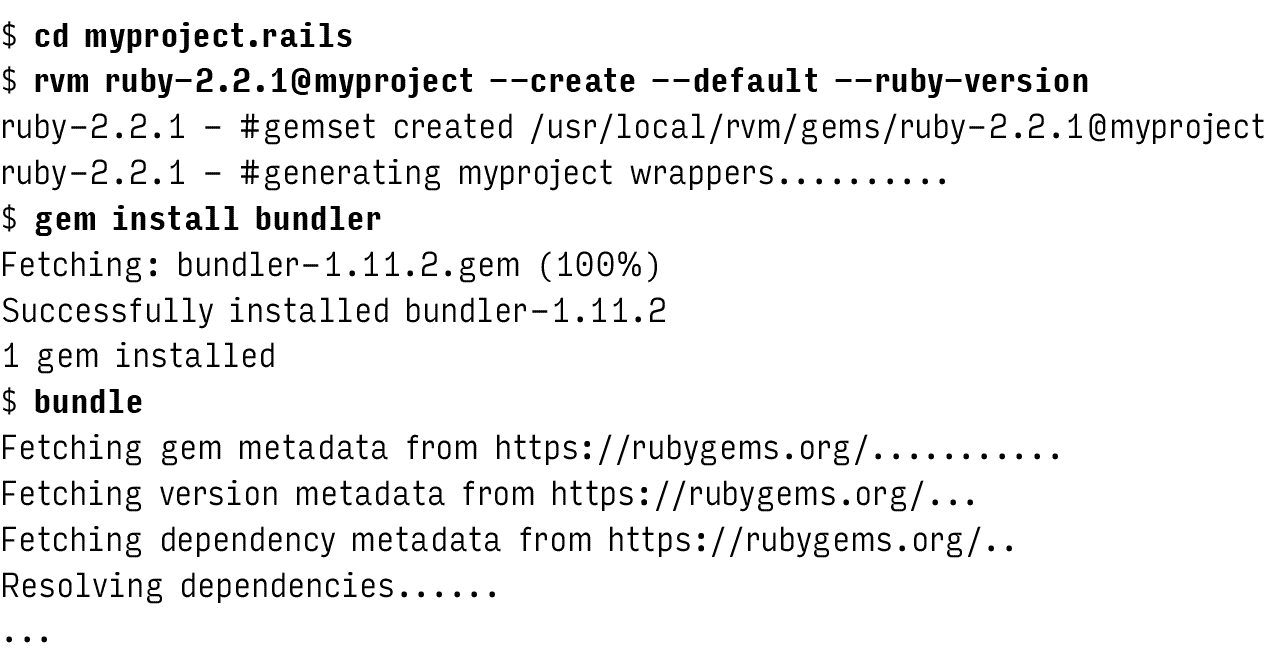 $ cd myproject.rails
$ rvm ruby-2.2.1@myproject --create --default --ruby-version
ruby-2.2.1 - #gemset created /usr/local/rvm/gems/ruby-2.2.1@myproject
ruby-2.2.1 - #generating myproject wrappers..........
$ gem install bundler
Fetching: bundler-1.11.2.gem (100%)
Successfully installed bundler-1.11.2
1 gem installed
$ bundle
Fetching gem metadata from https://rubygems.org/...........
Fetching version metadata from https://rubygems.org/...
Fetching dependency metadata from https://rubygems.org/..
Resolving dependencies......
...